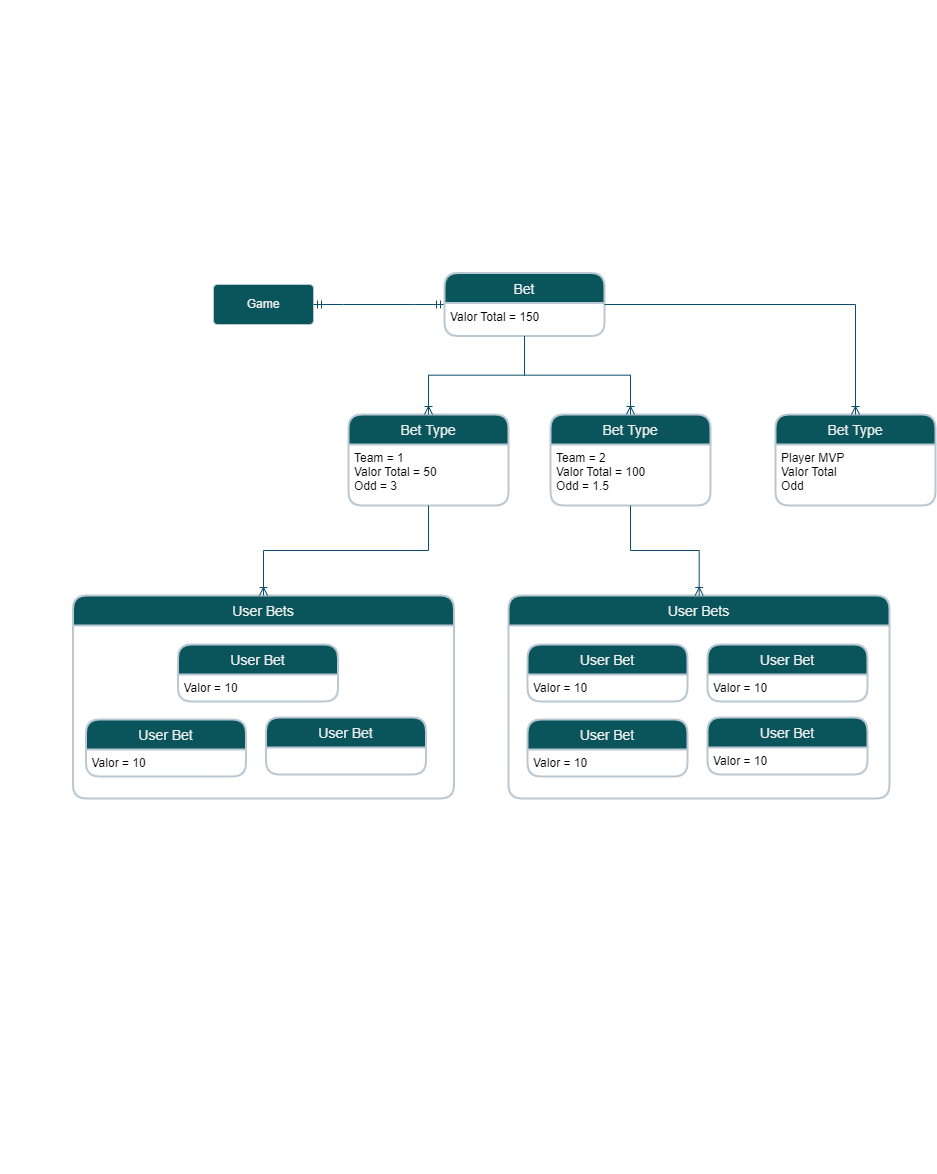 Game
Bet
Valor Total = 150
Bet Type
Team = 1
Valor Total = 50
Odd = 3
Bet Type
Team = 2
Valor Total = 100
Odd = 1.5
Bet Type
Player MVP
Valor Total
Odd
User Bets
User Bet
Valor = 10
User Bet
Valor = 10
User Bet
User Bets
User Bet
Valor = 10
User Bet
Valor = 10
User Bet
Valor = 10
User Bet
Valor = 10